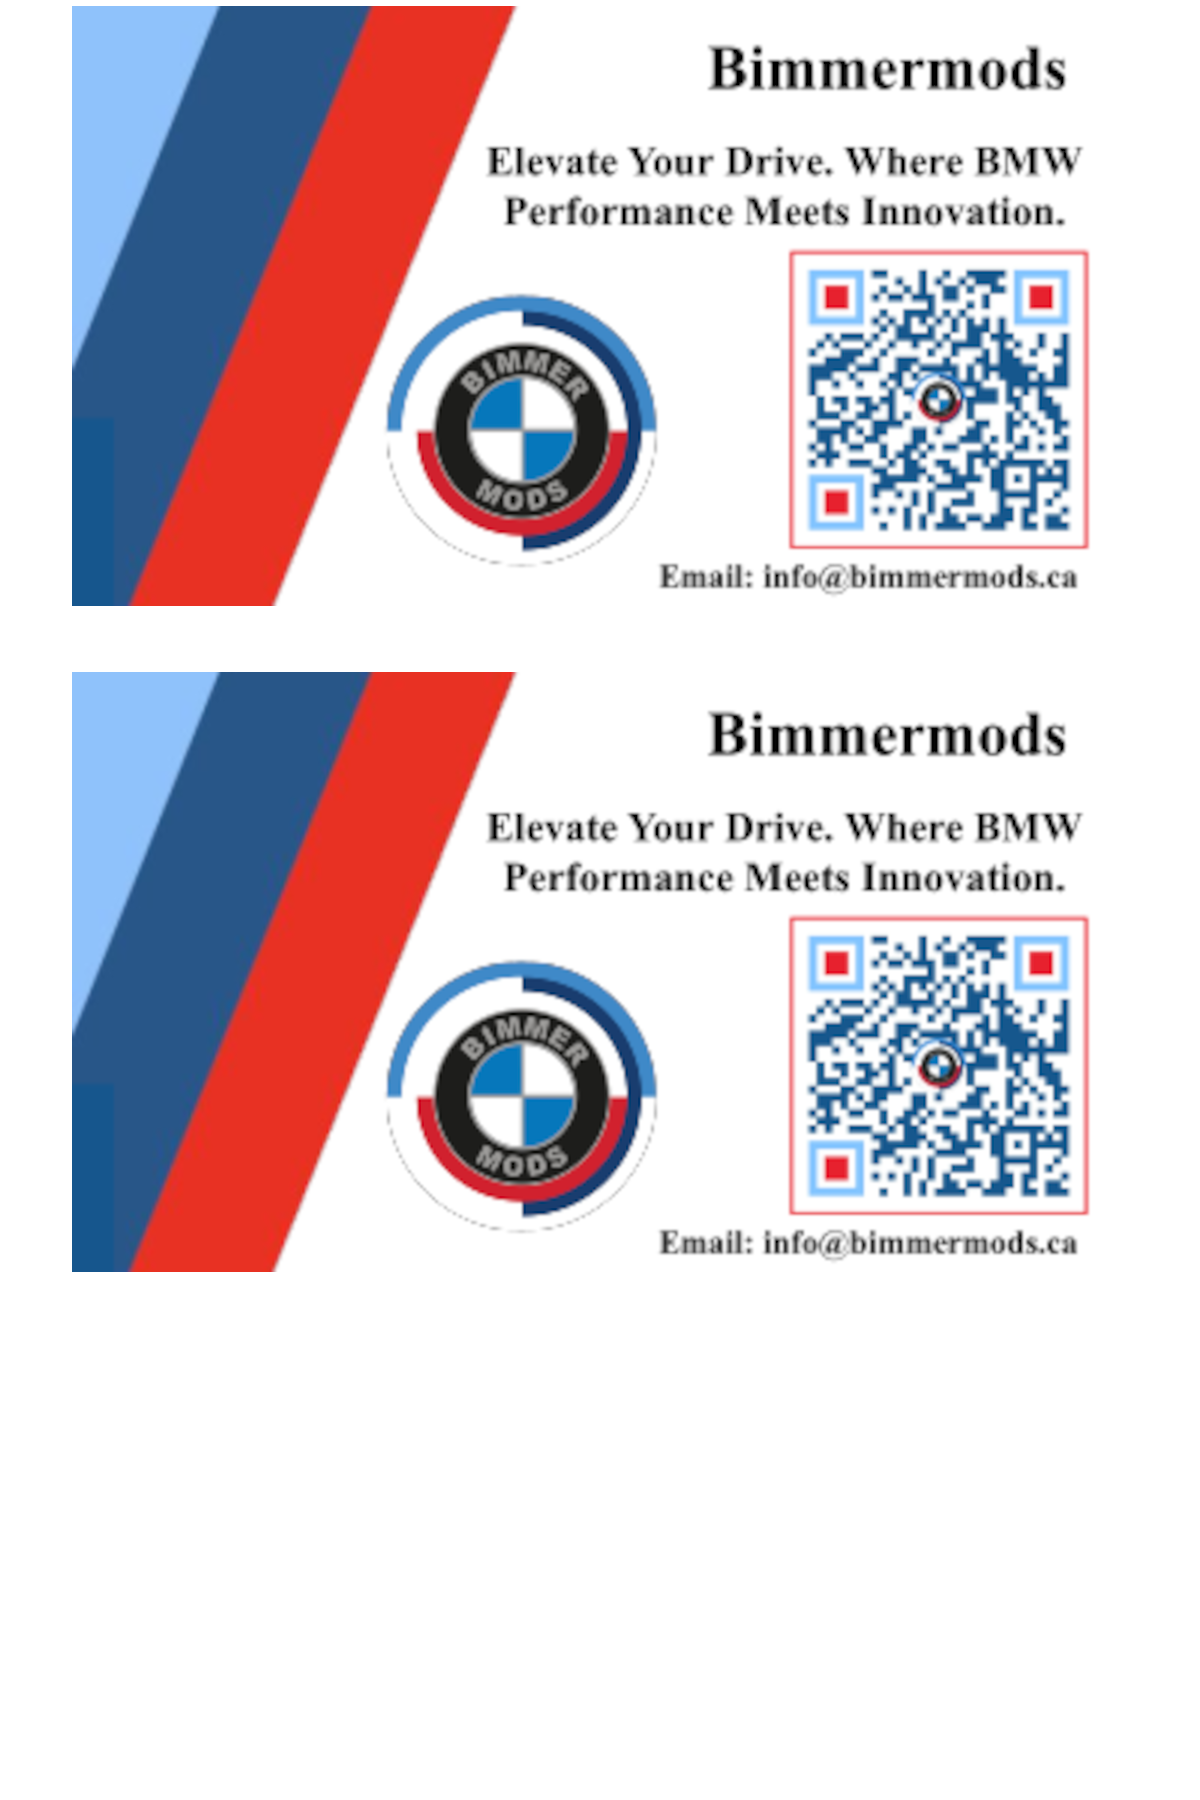 Bimmermods
Elevate Your Drive. Where BMW
Performance Meets Innovation.
BIMMER
MODS
Email: info@bimmermods.ca
Bimmermods
Elevate Your Drive. Where BMW
Performance Meets Innovation.
BIMMER
MODS
Email: info@bimmermods.ca